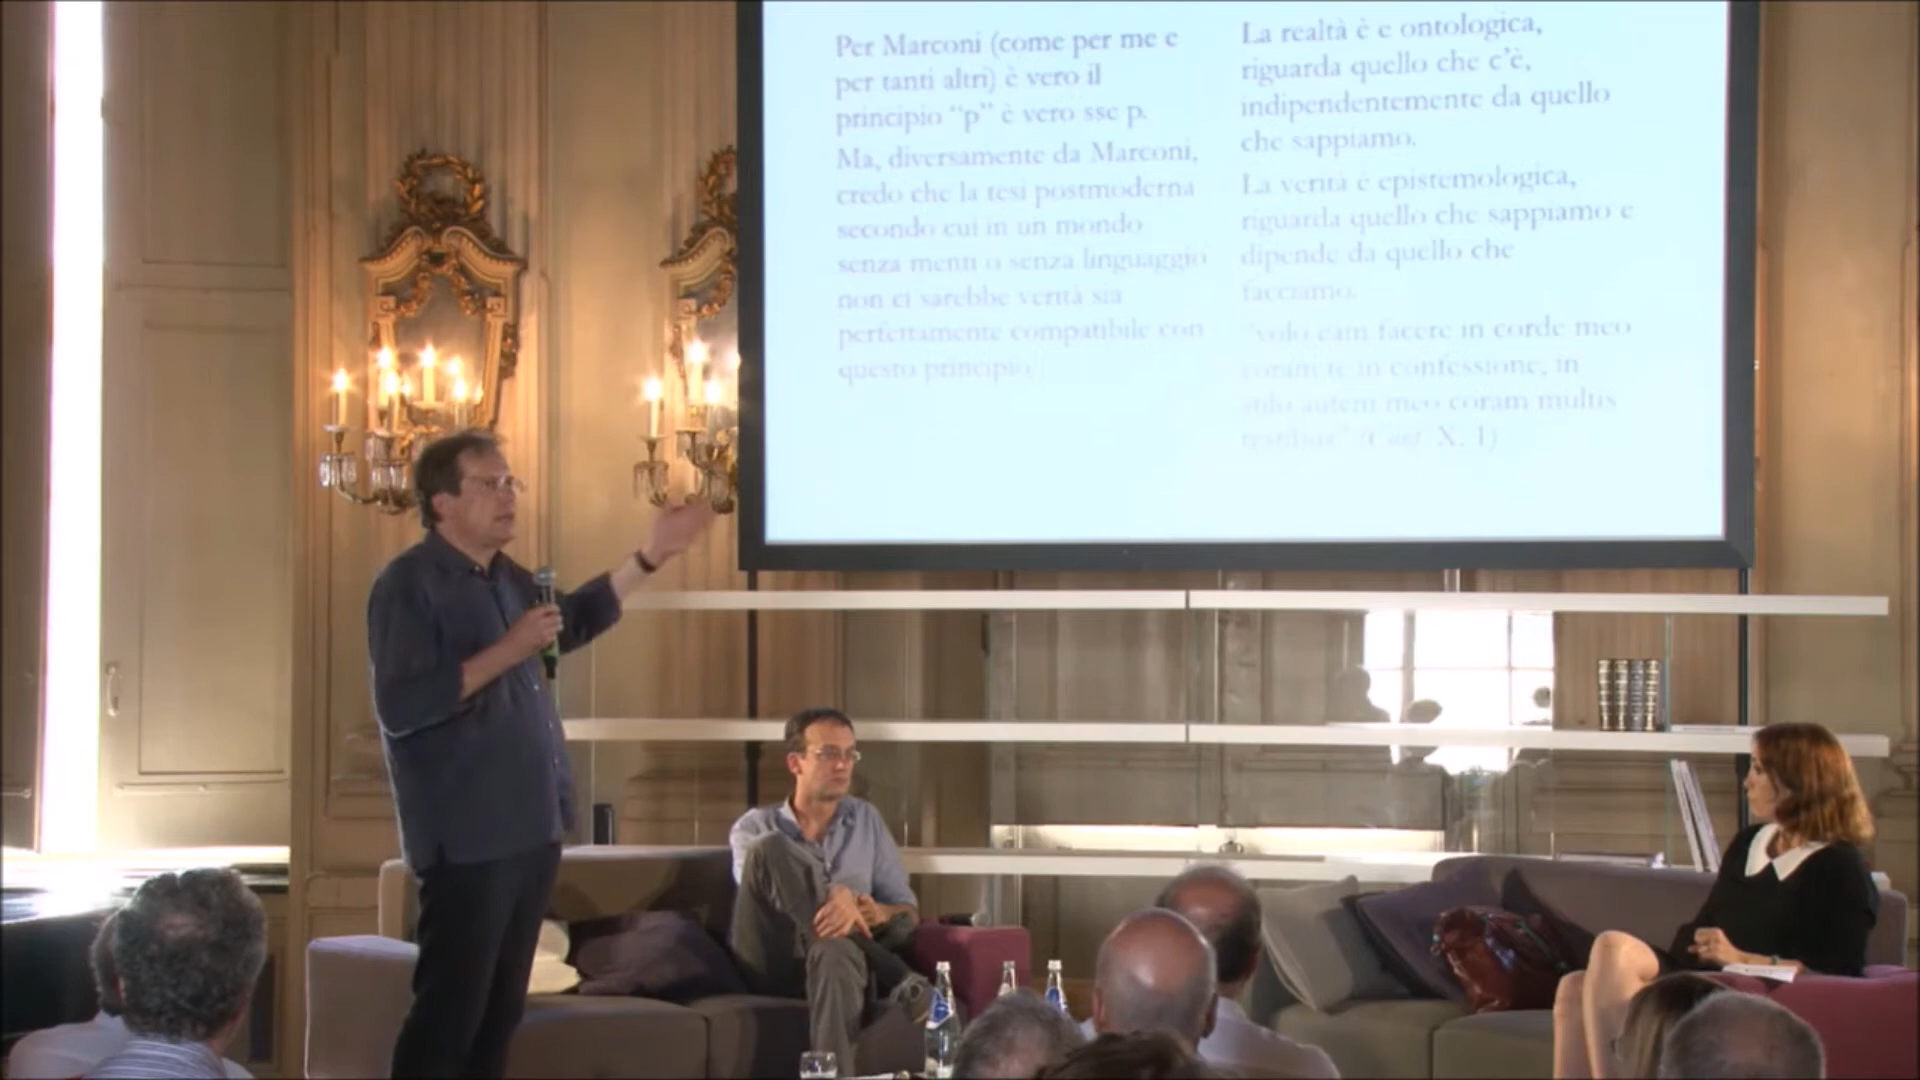 Per Marconi (come per me e
per tanti altri) è vero il
principio “p” è vero sse p.
Ma, diversamente da Marconi,
credo che la tesi postmoderna
secondo cui in un mondo
senza menti o senza linguaggio
non ci sarebbe verità sia
perfettamente compatibile con
questo principio
La realtà è e ontologica,
riguarda quello che c’è,
indipendentemente da quello
che sappiamo.
La verità è epistemologica,
riguarda quello che sappiamo e
dipende da quello che
facciamo.
“volo eam facere in corde meo
coram te in confessione, in
stilo autem meo coram multis
testibus” (Conf. X. 1)